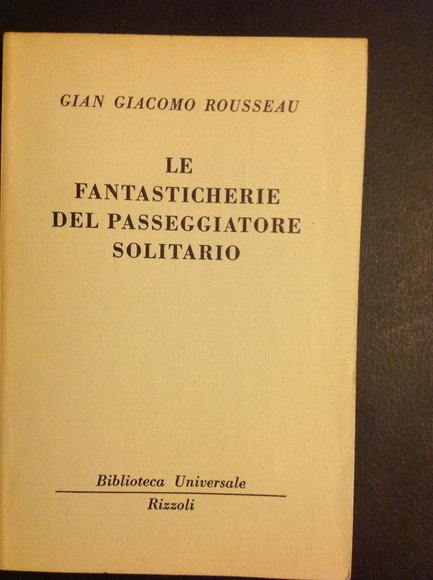 GIAN GIACOMO ROUSSEAU
LE
FANTASTICHERIE
DEL PASSEGGIATORE
SOLITARIO
Biblioteca Universale
Rizzoli